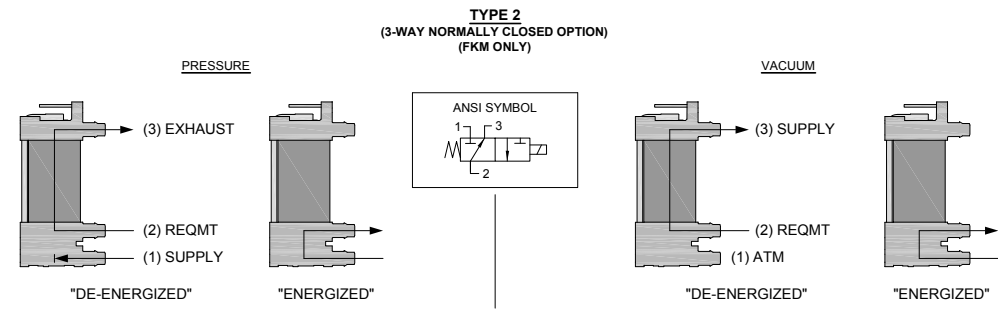 TYPE 2
(3-WAY NORMALLY CLOSED OPTION)
(FKM ONLY)
PRESSURE
(3) EXHAUST
(2) REQMT
(1) SUPPLY
"DE-ENERGIZED"
"ENERGIZED"
ANSI SYMBOL
1
3
2
VACUUM
(3) SUPPLY
(2) REQMT
(1) ATM
"DE-ENERGIZED"
"ENERGIZED"